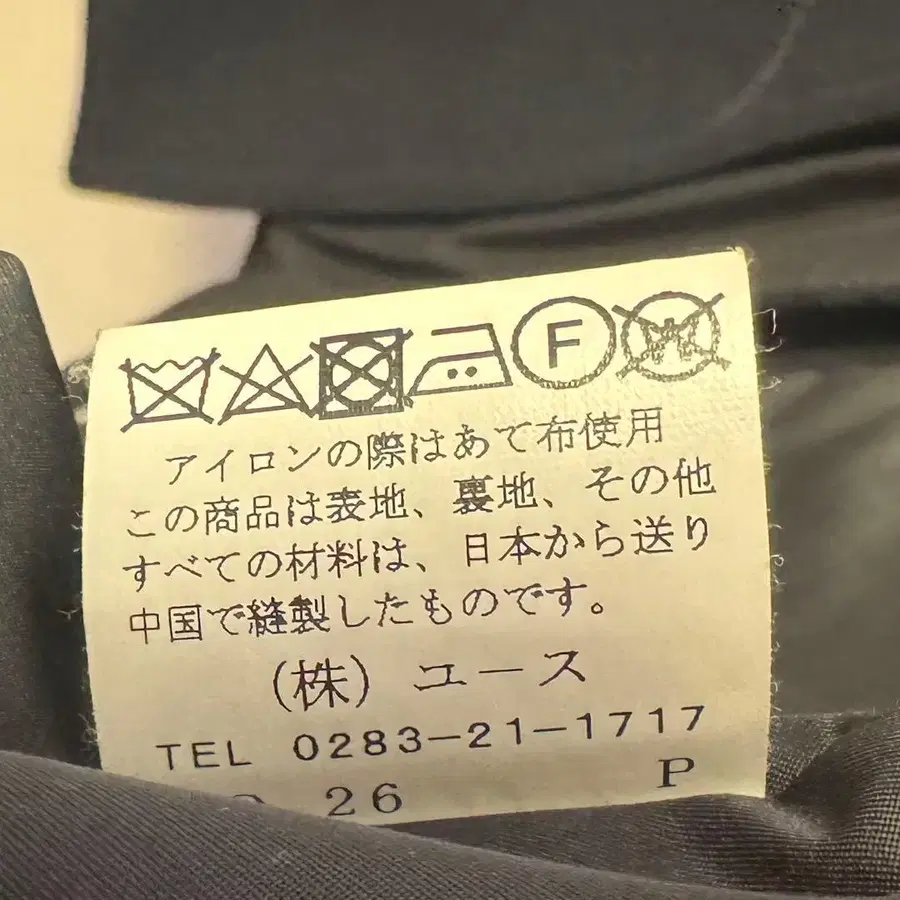 F W
アイロンの際はあて布使用
この商品は表地、裏地、その他
すべての材料は、日本から送り
中国で縫製したものです。
(株) ユース
TEL 0283-21-1717
26 P